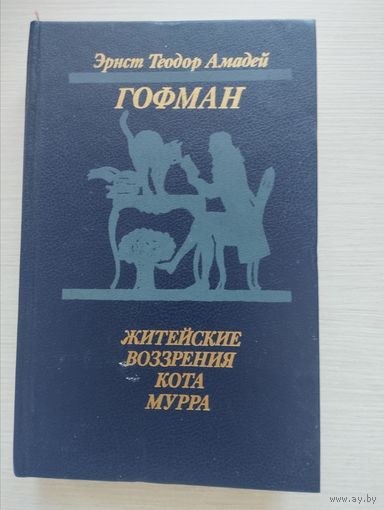 Эрнст Теодор Амадей
ГОФМАН
ЖИТЕЙСКИЕ
ВОЗЗРЕНИЯ
КОТА
МУРРА
www.ay.by